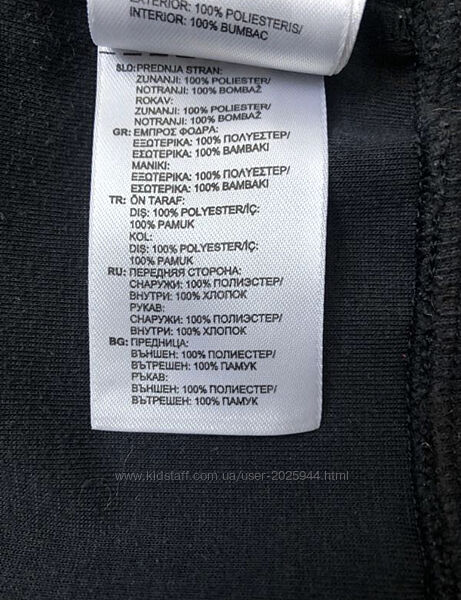 EXTERIOR: 100% POLIESTERIS/
INTERIOR: 100% BUMBAC
SLO:PREDNJA STRAN:
ZUNANJI: 100% POLIESTER/
NOTRANJI: 100% BOMBAŽ
ROKAV:
ZUNANJI: 100% POLIESTER/
NOTRANJI: 100% BOMBAŽ
GR: ΕΜΠΡΟΣ ΦΟΔΡΑ:
ΕΞΩΤΕΡΙΚΑ: 100% ΠΟΛΥΕΣΤΕΡ/
ΕΣΩΤΕΡΙΚΑ: 100% ΒΑΜΒΑΚΙ
ΜΑΝΙΚΙ:
ΕΞΩΤΕΡΙΚΑ: 100% ΠΟΛΥΕΣΤΕΡ/
ΕΣΩΤΕΡΙΚΑ: 100% ΒΑΜΒΑΚΙ
TR: ÖN TARAF:
DIŞ: 100% POLYESTER/İÇ:
100% PAMUK
KOL:
DIŞ: 100% POLYESTER/İÇ:
100% PAMUK
RU: ПЕРЕДНЯЯ СТОРОНА:
СНАРУЖИ: 100% ПОЛИЭСТЕР/
ВНУТРИ: 100% ХЛОПОК
РУКАВ:
СНАРУЖИ: 100% ПОЛИЭСТЕР/
ВНУТРИ: 100% ХЛОПОК
BG: ПРЕДНИЦА:
ВЪНШЕН: 100% ПОЛИЕСТЕР/
ВЪТРЕШЕН: 100% ПАМУК
РЪКАВ:
ВЪНШЕН: 100% ПОЛИЕСТЕР/
ВЪТРЕШЕН: 100% ПАМУК
www.kidstaff.com.ua/user-2025944.html